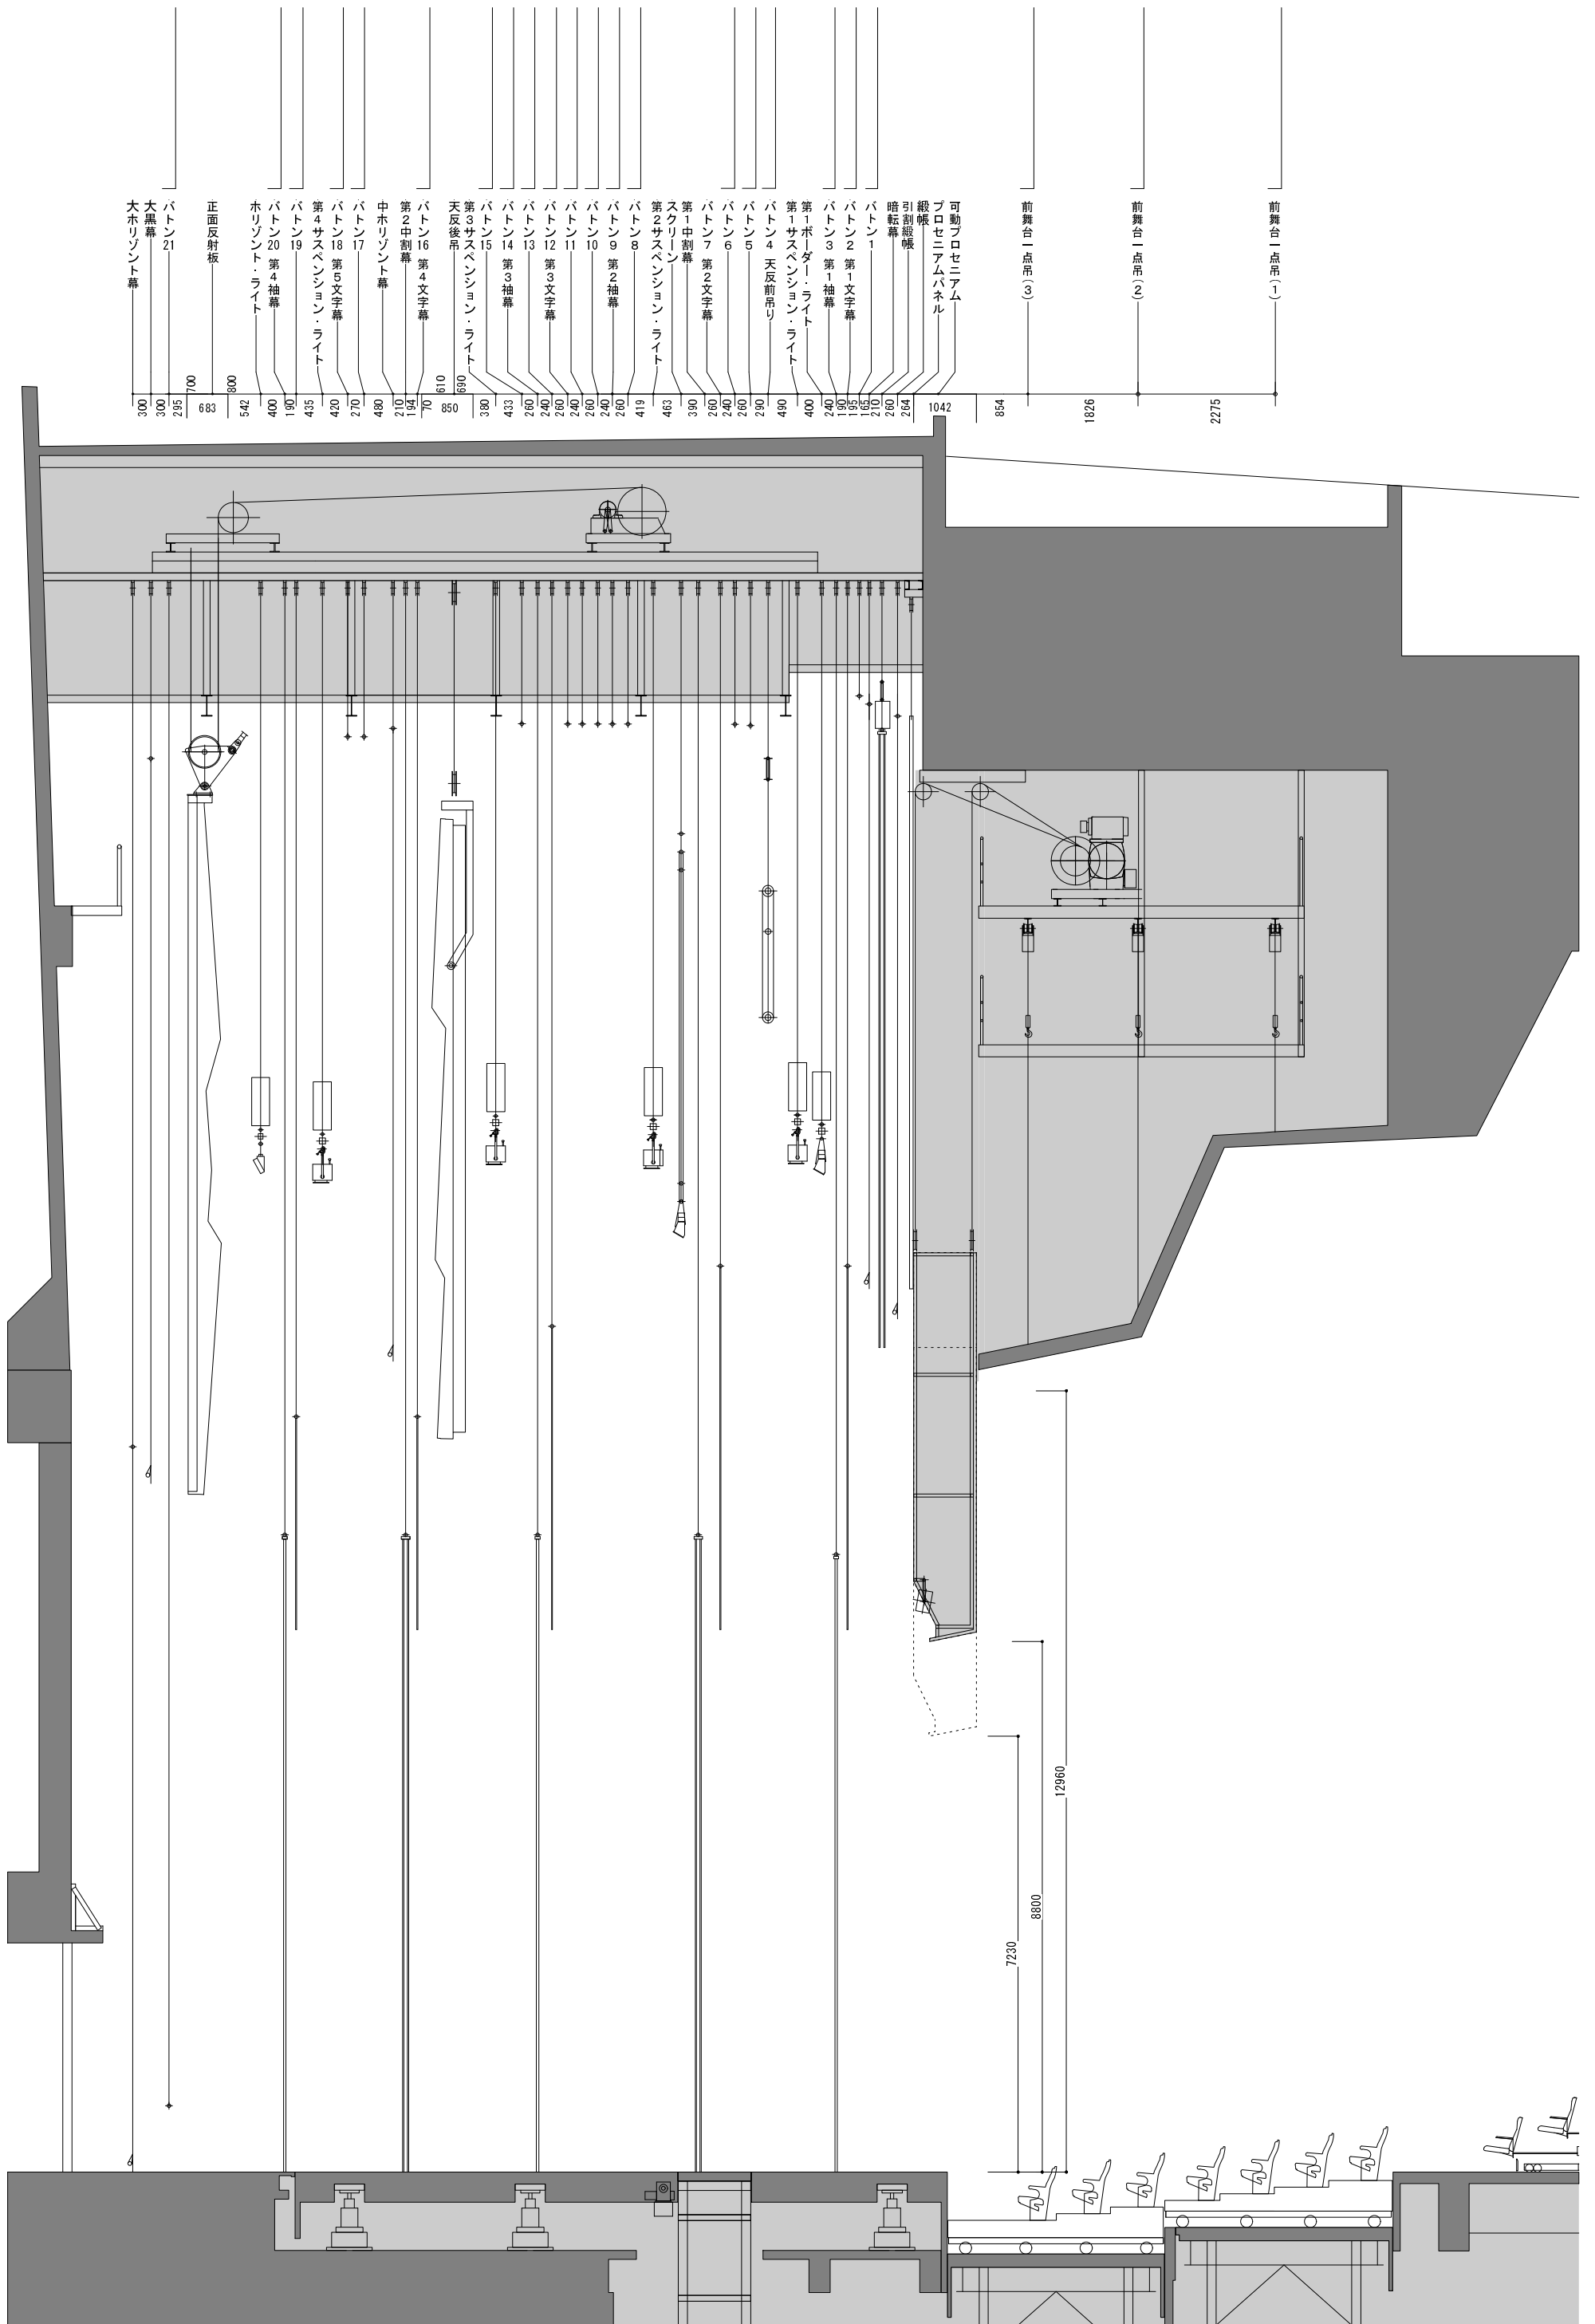 大ホリゾント幕
大黒幕
バトン21
正面反射板
ホリゾント・ライト
バトン20 第4袖幕
バトン19
第4サスペンション・ライト
バトン18 第5文字幕
バトン17
中ホリゾント幕
第2中割幕
バトン16 第4文字幕
天反後吊
第3サスペンション・ライト
バトン15
バトン14 第3袖幕
バトン13
バトン12 第3文字幕
バトン11
バトン10
バトン9 第2袖幕
バトン8
第2サスペンション・ライト
スクリーン
第1中割幕
バトン7 第2文字幕
バトン6
バトン5
バトン4 天反前吊り
第1サスペンション・ライト
第1ボーダー・ライト
バトン3 第1袖幕
バトン2 第1文字幕
バトン1
暗転幕
引割緞帳
緞帳
プロセニアムパネル
可動プロセニアム
前舞台一点吊(3)
前舞台一点吊(2)
前舞台一点吊(1)
700
800
610
690
300
300
295
683
542
400
190
435
420
270
480
210
194
70
850
380
433
260
240
260
240
260
240
260
419
463
390
260
240
260
290
490
400
240
190
195
165
210
260
264
1042
854
1826
2275
12960
8800
7230